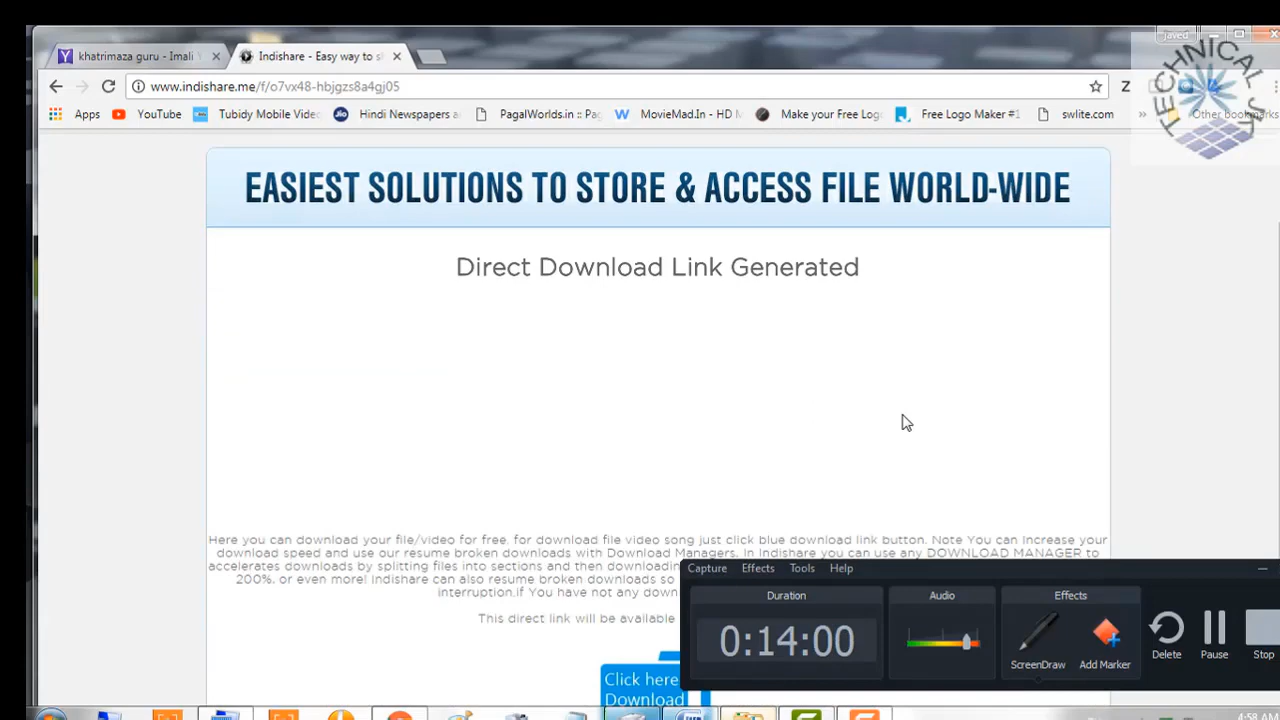 javed
khatrimaza guru - Imali
Indishare - Easy way to s
www.indishare.me/f/o7vx48-hbjgzs8a4gj05
Z
Apps
YouTube
Tubidy Mobile Vide
Hindi Newspapers a
PagalWorlds.in :: Pag
W MovieMad.In - HD M
Make your Free Log
Free Logo Maker #1
swlite.com
»
Other bookmarks
TECHNICAL JK
EASIEST SOLUTIONS TO STORE & ACCESS FILE WORLD-WIDE
Direct Download Link Generated
Here you can download your file/video for free. for download file video song just click blue download link button. Note You can Increase your
download speed and use our resume broken downloads with Download Managers. In Indishare you can use any DOWNLOAD MANAGER to
accelerates downloads by splitting files into sections and then downloadin
200%. or even more! Indishare can also resume broken downloads so
interruption.If You have not any down
This direct link will be available
Click here
Download
Capture Effects Tools Help
Duration
0:14:00
Audio
Effects
ScreenDraw
Add Marker
Delete
Pause
Stop
4:58 AM